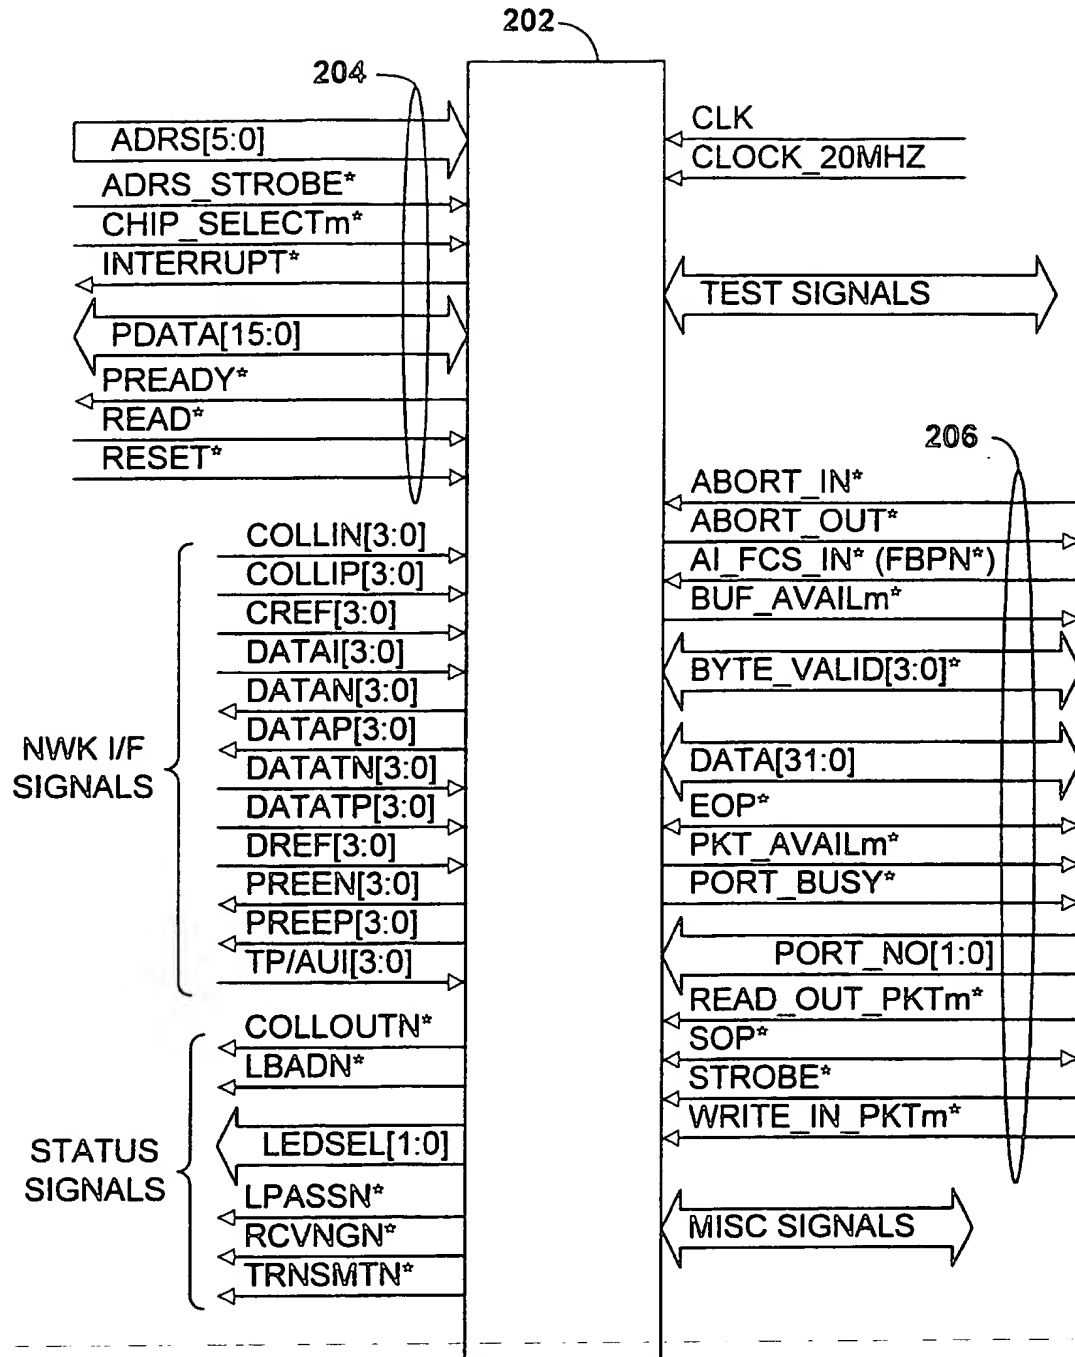 202
204
ADRS[5:0]
ADRS_STROBE*
CHIP_SELECTm*
INTERRUPT*
PDATA[15:0]
PREADY*
READ*
RESET*
COLLIN[3:0]
COLLIP[3:0]
CREF[3:0]
DATAI[3:0]
DATAN[3:0]
DATAP[3:0]
DATATN[3:0]
DATATP[3:0]
DREF[3:0]
PREEN[3:0]
PREEP[3:0]
TP/AUI[3:0]
NWK I/F
SIGNALS
COLLOUTN*
LBADN*
LEDSEL[1:0]
LPASSN*
RCVNGN*
TRNSMTN*
STATUS
SIGNALS
CLK
CLOCK_20MHZ
TEST SIGNALS
206
ABORT_IN*
ABORT_OUT*
AI_FCS_IN* (FBPN*)
BUF_AVAILm*
BYTE_VALID[3:0]*
DATA[31:0]
EOP*
PKT_AVAILm*
PORT_BUSY*
PORT_NO[1:0]
READ_OUT_PKTm*
SOP*
STROBE*
WRITE_IN_PKTm*
MISC SIGNALS